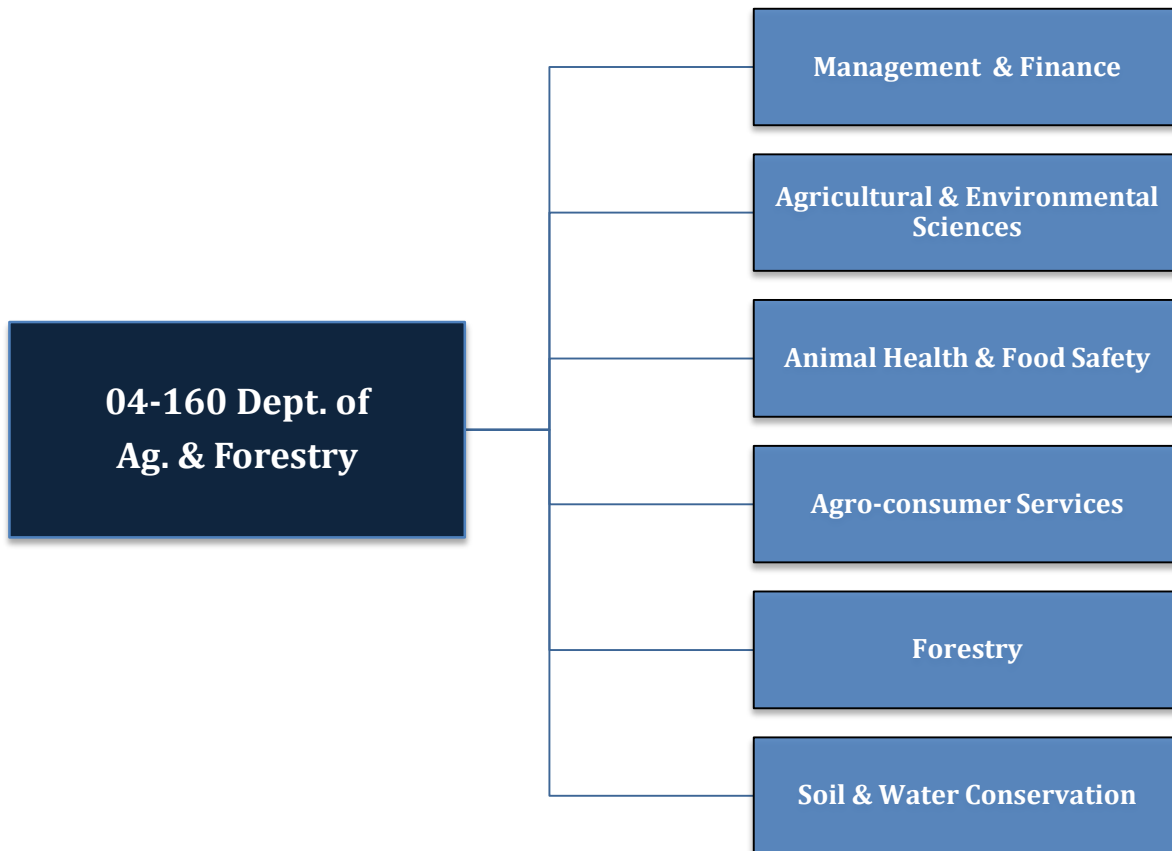 Management & Finance
Agricultural & Environmental
Sciences
Animal Health & Food Safety
04-160 Dept. of
Ag. & Forestry
Agro-consumer Services
Forestry
Soil & Water Conservation